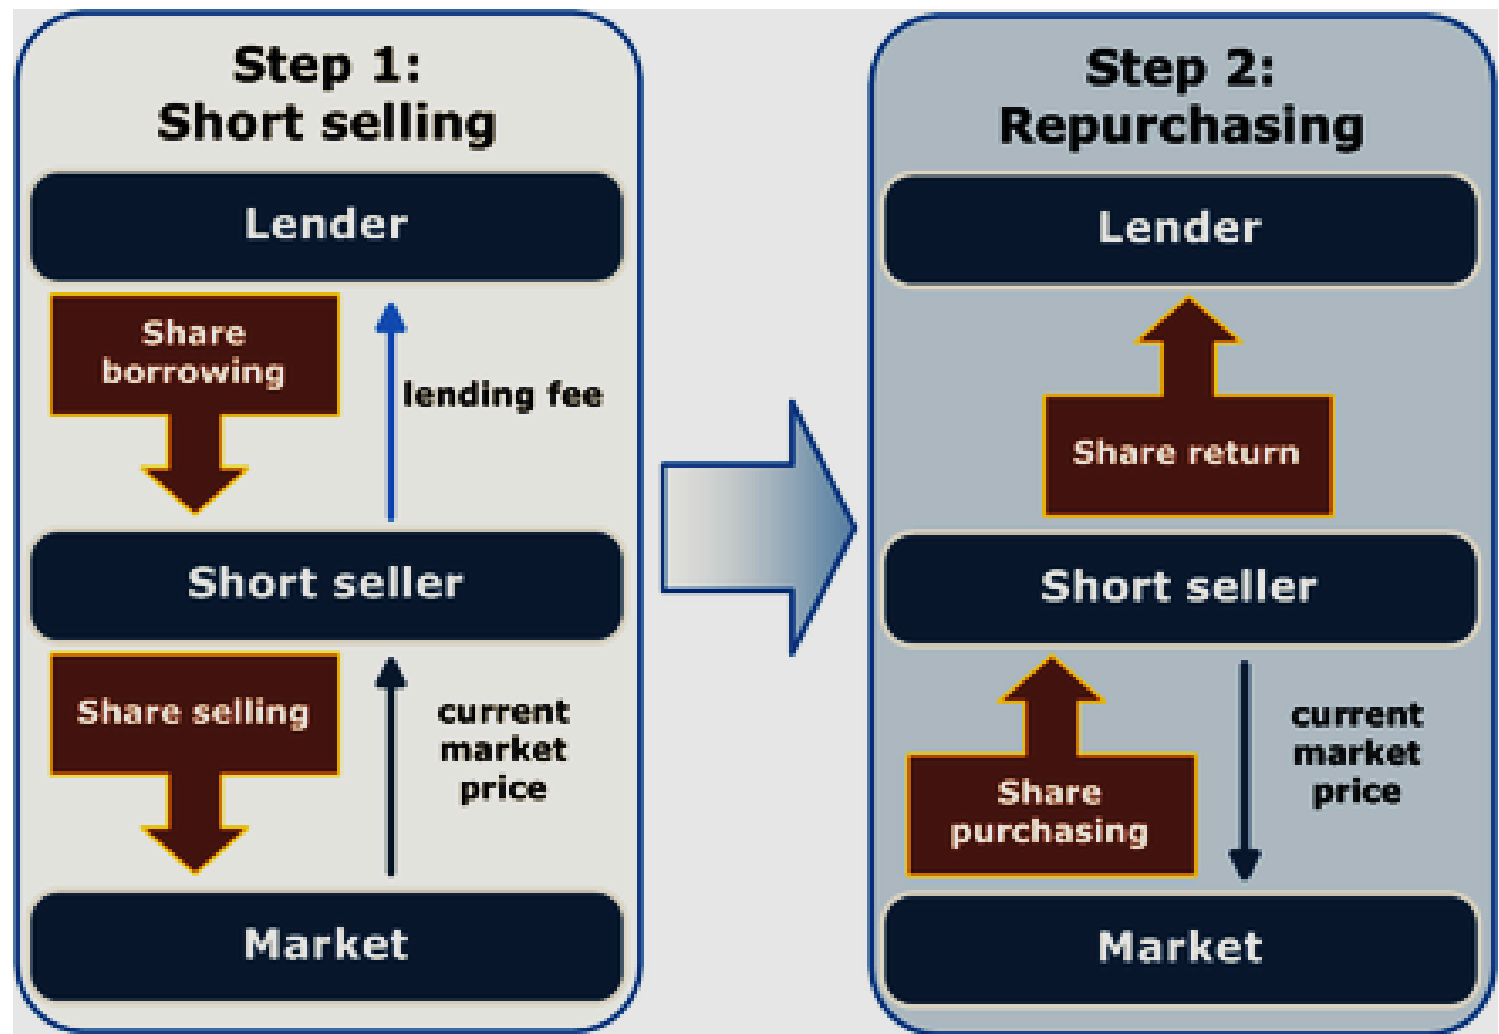 Step 1:
Short selling
Lender
Share
borrowing
lending fee
Short seller
Share selling
current
market
price
Market
Step 2:
Repurchasing
Lender
Share return
Short seller
Share
purchasing
current
market
price
Market